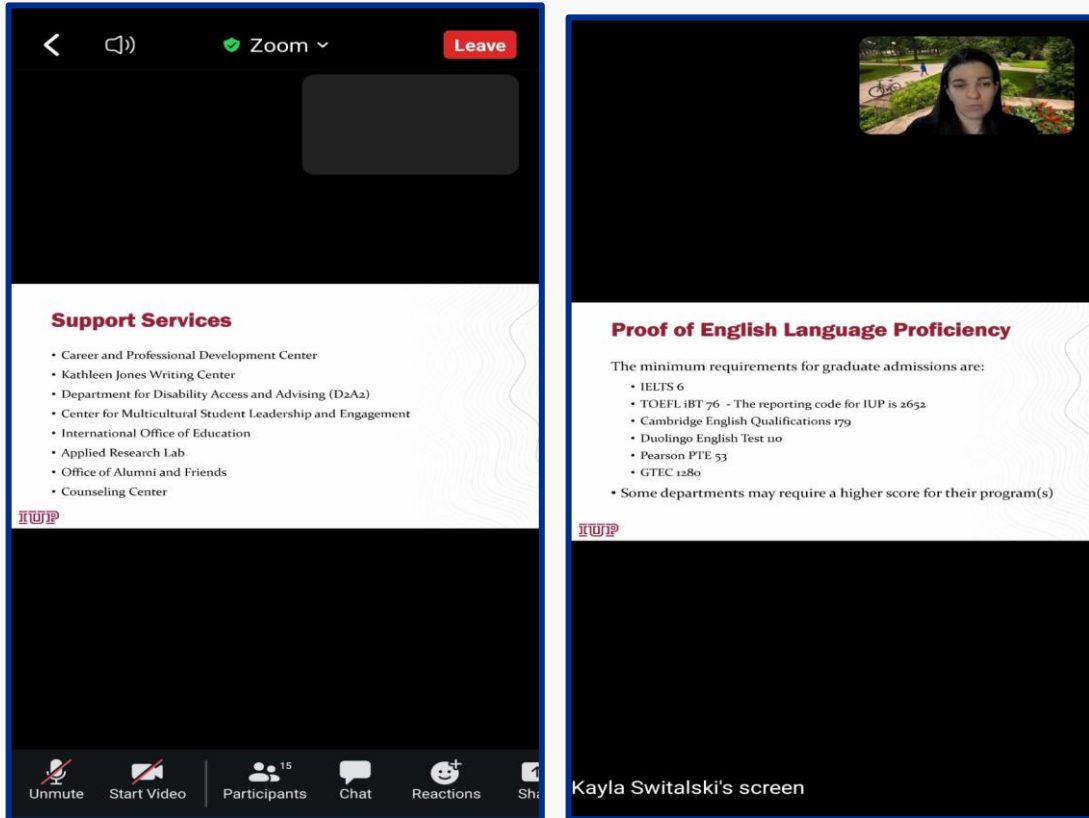 Zoom
Leave
Support Services
• Career and Professional Development Center
• Kathleen Jones Writing Center
• Department for Disability Access and Advising (D2A2)
• Center for Multicultural Student Leadership and Engagement
• International Office of Education
• Applied Research Lab
• Office of Alumni and Friends
• Counseling Center
IUP
15
Unmute
Start Video
Participants
Chat
Reactions
Sh
Proof of English Language Proficiency
The minimum requirements for graduate admissions are:
• IELTS 6
• TOEFL iBT 76 - The reporting code for IUP is 2652
• Cambridge English Qualifications 179
• Duolingo English Test 110
• Pearson PTE 53
• GTEC 1280
• Some departments may require a higher score for their program(s)
IUP
Kayla Switalski's screen